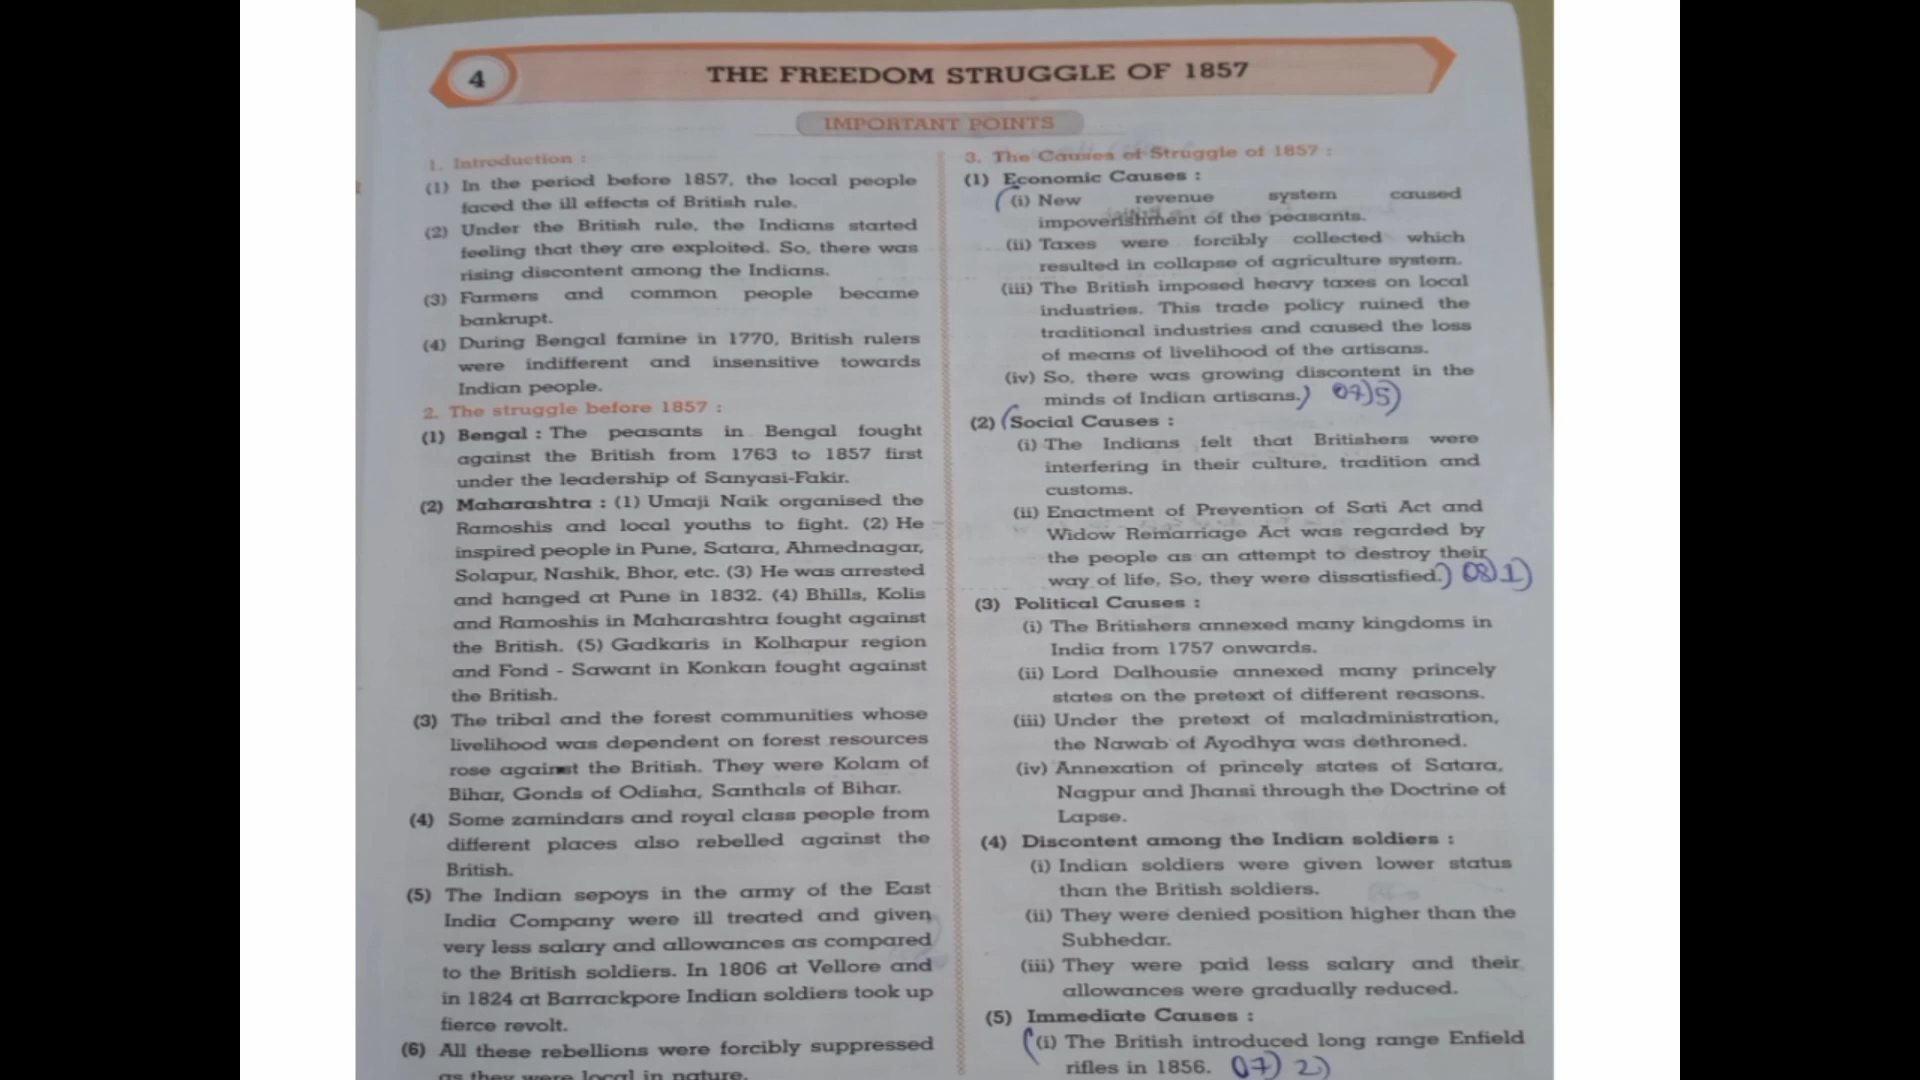 4
THE FREEDOM STRUGGLE OF 1857
IMPORTANT POINTS
1. Introduction :
(1) In the period before 1857, the local people
faced the ill effects of British rule.
(2) Under the British rule, the Indians started
feeling that they are exploited. So, there was
rising discontent among the Indians.
(3) Farmers and common people became
bankrupt.
(4) During Bengal famine in 1770, British rulers
were indifferent and insensitive towards
Indian people.
2. The struggle before 1857 :
(1) Bengal : The peasants in Bengal fought
against the British from 1763 to 1857 first
under the leadership of Sanyasi-Fakir.
(2) Maharashtra : (1) Umaji Naik organised the
Ramoshis and local youths to fight. (2) He
inspired people in Pune, Satara, Ahmednagar,
Solapur, Nashik, Bhor, etc. (3) He was arrested
and hanged at Pune in 1832. (4) Bhills, Kolis
and Ramoshis in Maharashtra fought against
the British. (5) Gadkaris in Kolhapur region
and Fond - Sawant in Konkan fought against
the British.
(3) The tribal and the forest communities whose
livelihood was dependent on forest resources
rose against the British. They were Kolam of
Bihar, Gonds of Odisha, Santhals of Bihar.
(4) Some zamindars and royal class people from
different places also rebelled against the
British.
(5) The Indian sepoys in the army of the East
India Company were ill treated and given
very less salary and allowances as compared
to the British soldiers. In 1806 at Vellore and
in 1824 at Barrackpore Indian soldiers took up
fierce revolt.
(6) All these rebellions were forcibly suppressed
as they were local in nature.
3. The Causes of Struggle of 1857 :
(1) Economic Causes :
(i) New revenue system caused
impoverishment of the peasants.
(ii) Taxes were forcibly collected which
resulted in collapse of agriculture system.
(iii) The British imposed heavy taxes on local
industries. This trade policy ruined the
traditional industries and caused the loss
of means of livelihood of the artisans.
(iv) So, there was growing discontent in the
minds of Indian artisans.) 07)5)
(2) (Social Causes :
(i) The Indians felt that Britishers were
interfering in their culture, tradition and
customs.
(ii) Enactment of Prevention of Sati Act and
Widow Remarriage Act was regarded by
the people as an attempt to destroy their
way of life. So, they were dissatisfied.) 08)1)
(3) Political Causes :
(i) The Britishers annexed many kingdoms in
India from 1757 onwards.
(ii) Lord Dalhousie annexed many princely
states on the pretext of different reasons.
(iii) Under the pretext of maladministration,
the Nawab of Ayodhya was dethroned.
(iv) Annexation of princely states of Satara,
Nagpur and Jhansi through the Doctrine of
Lapse.
(4) Discontent among the Indian soldiers :
(i) Indian soldiers were given lower status
than the British soldiers.
(ii) They were denied position higher than the
Subhedar.
(iii) They were paid less salary and their
allowances were gradually reduced.
(5) Immediate Causes :
(i) The British introduced long range Enfield
rifles in 1856. 07) 2)